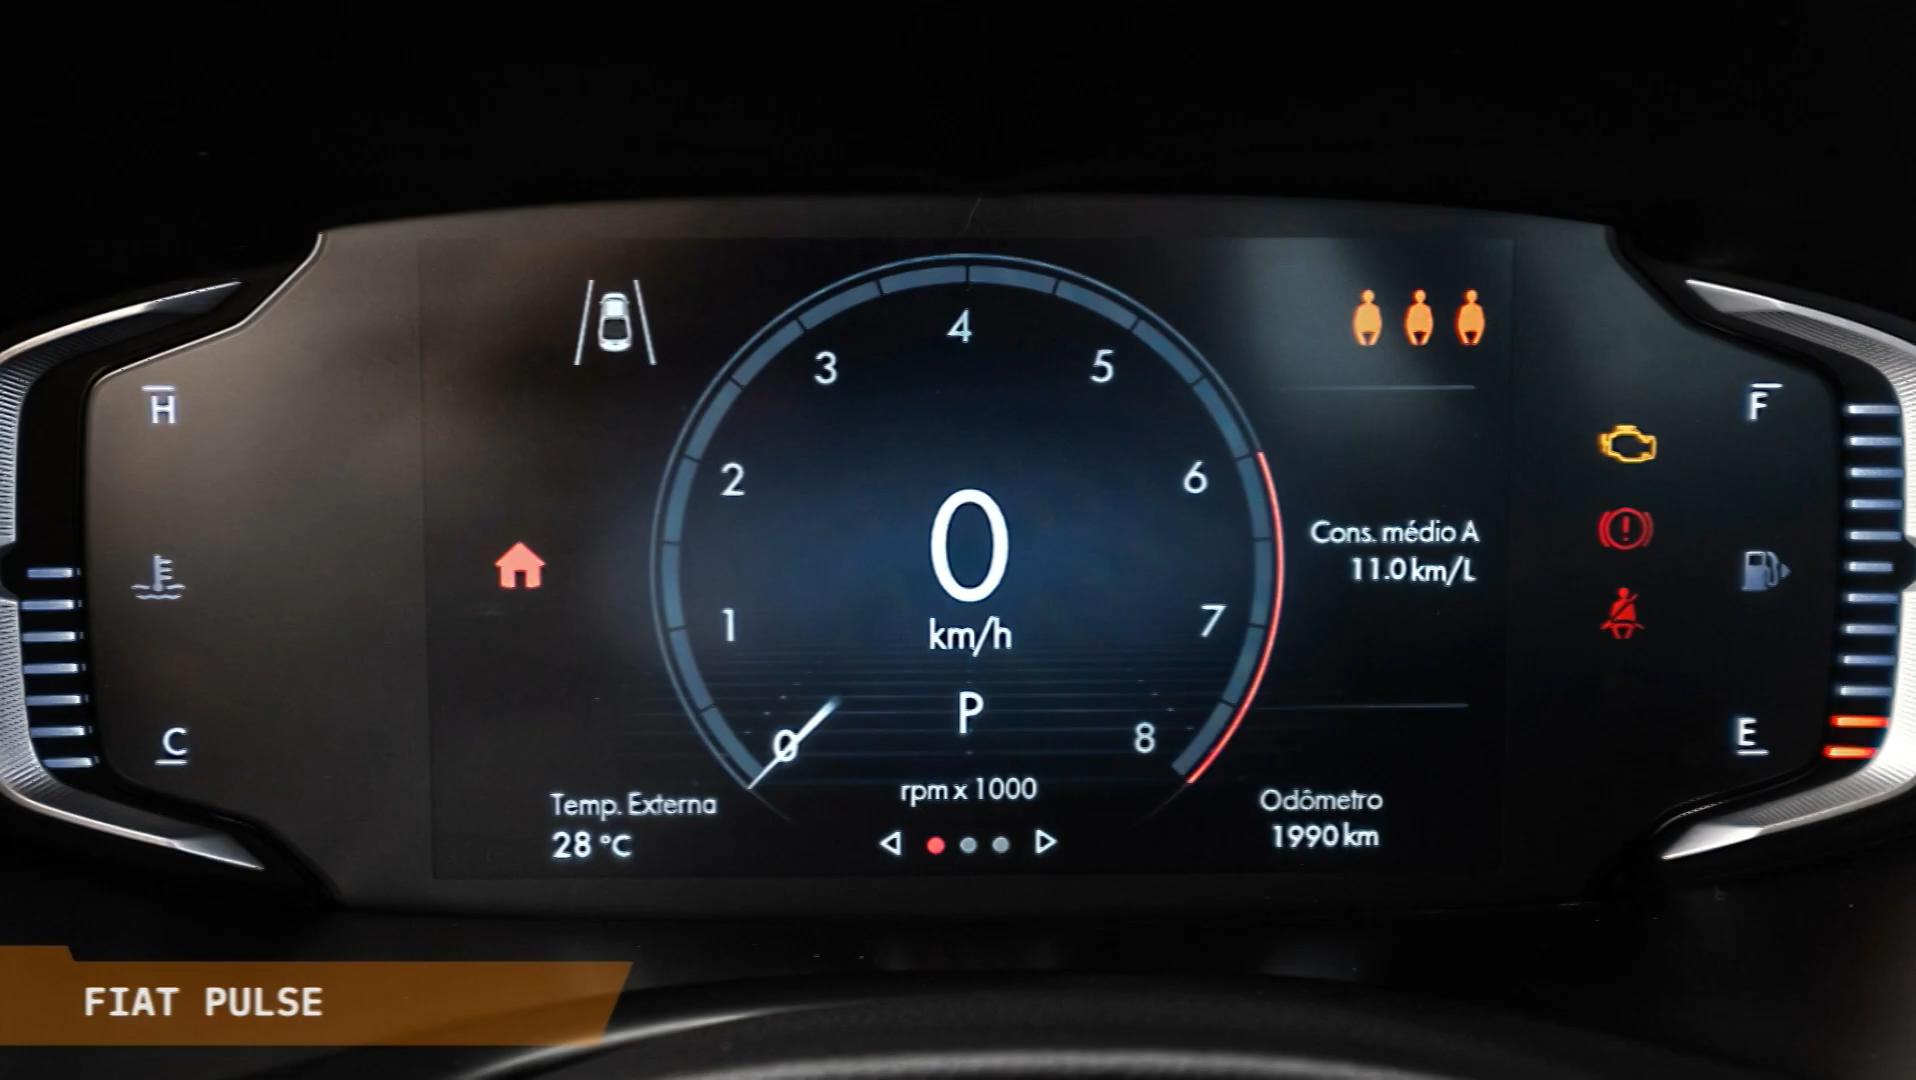 4
3
5
H
F
2
6
0
Cons. médio A
11.0 km/L
km/h
1
7
P
C
E
0
8
rpm x 1000
Temp. Externa
28 °C
Odômetro
1990 km
FIAT PULSE